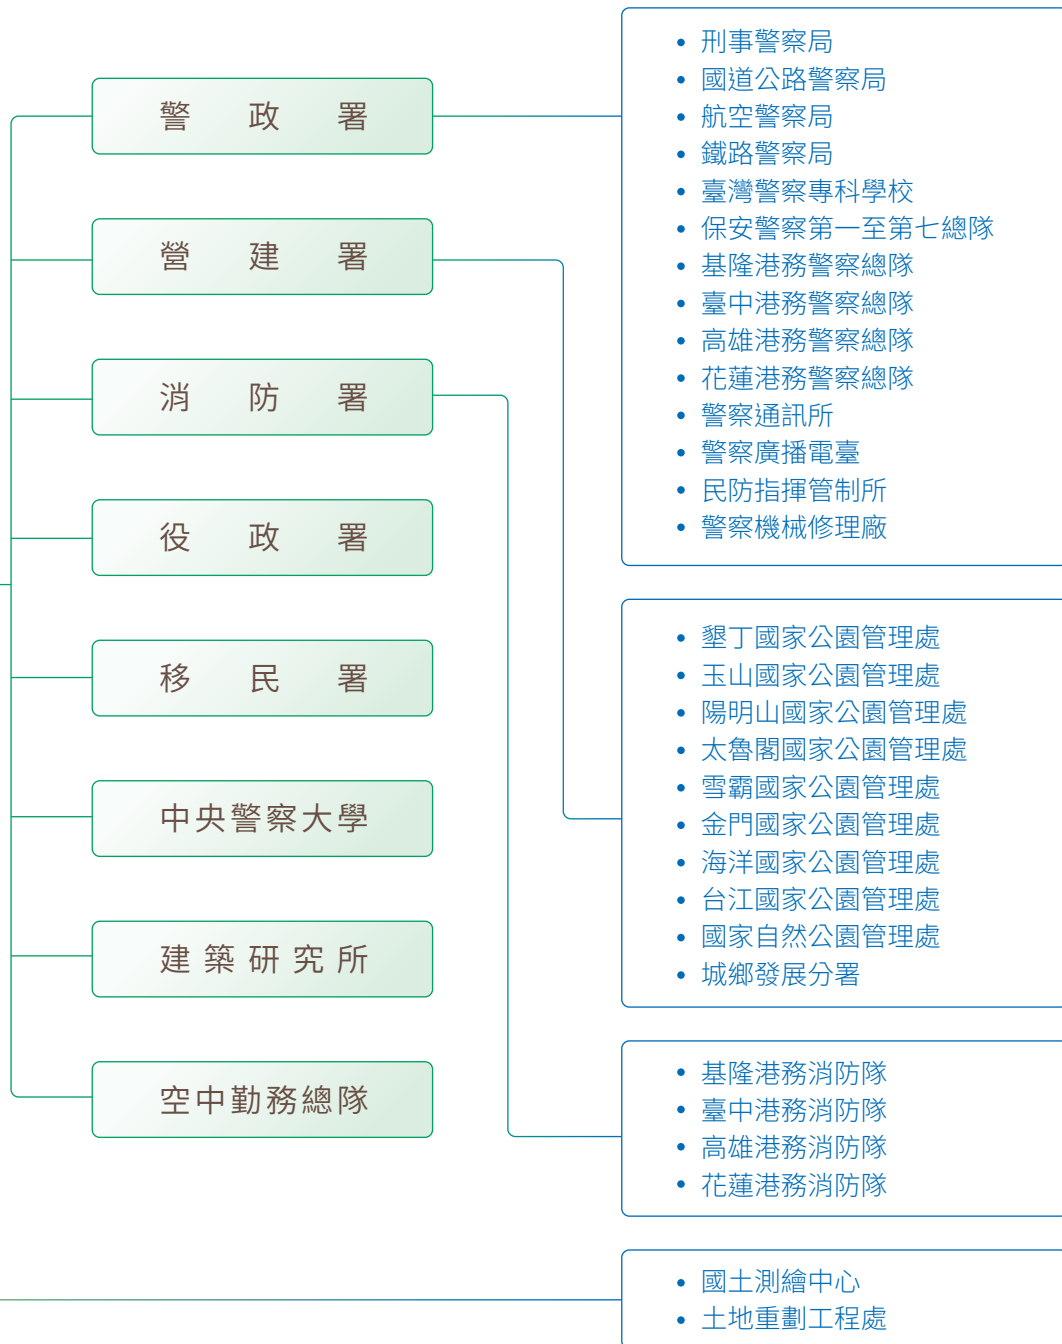 警政署
營建署
消防署
役政署
移民署
中央警察大學
建築研究所
空中勤務總隊
刑事警察局
國道公路警察局
航空警察局
鐵路警察局
臺灣警察專科學校
保安警察第一至第七總隊
基隆港務警察總隊
臺中港務警察總隊
高雄港務警察總隊
花蓮港務警察總隊
警察通訊所
警察廣播電臺
民防指揮管制所
警察機械修理廠
墾丁國家公園管理處
玉山國家公園管理處
陽明山國家公園管理處
太魯閣國家公園管理處
雪霸國家公園管理處
金門國家公園管理處
海洋國家公園管理處
台江國家公園管理處
國家自然公園管理處
城鄉發展分署
基隆港務消防隊
臺中港務消防隊
高雄港務消防隊
花蓮港務消防隊
國土測繪中心
土地重劃工程處